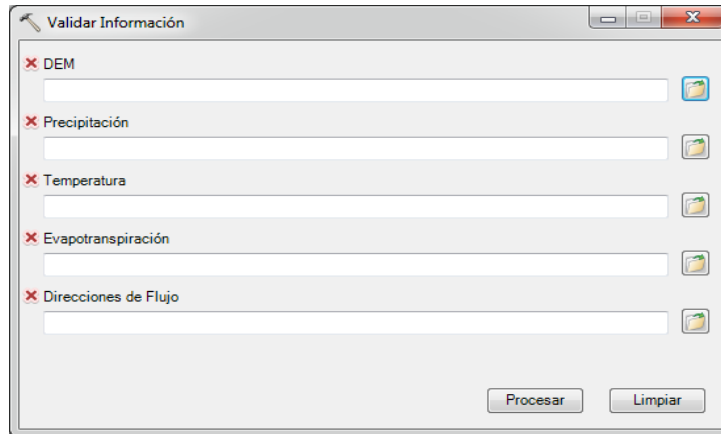 Validar Información
DEM
Precipitación
Temperatura
Evapotranspiración
Direcciones de Flujo
Procesar Limpiar